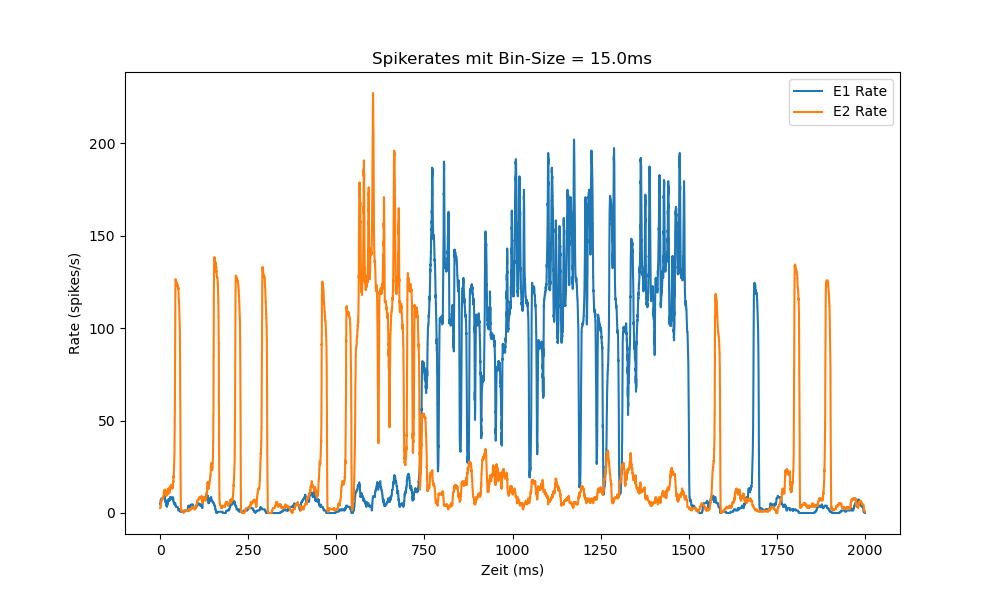 Spikerates mit Bin-Size = 15.0ms
E1 Rate
E2 Rate
Rate (spikes/s)
200
150
100
50
0
0 250 500 750 1000 1250 1500 1750 2000
Zeit (ms)